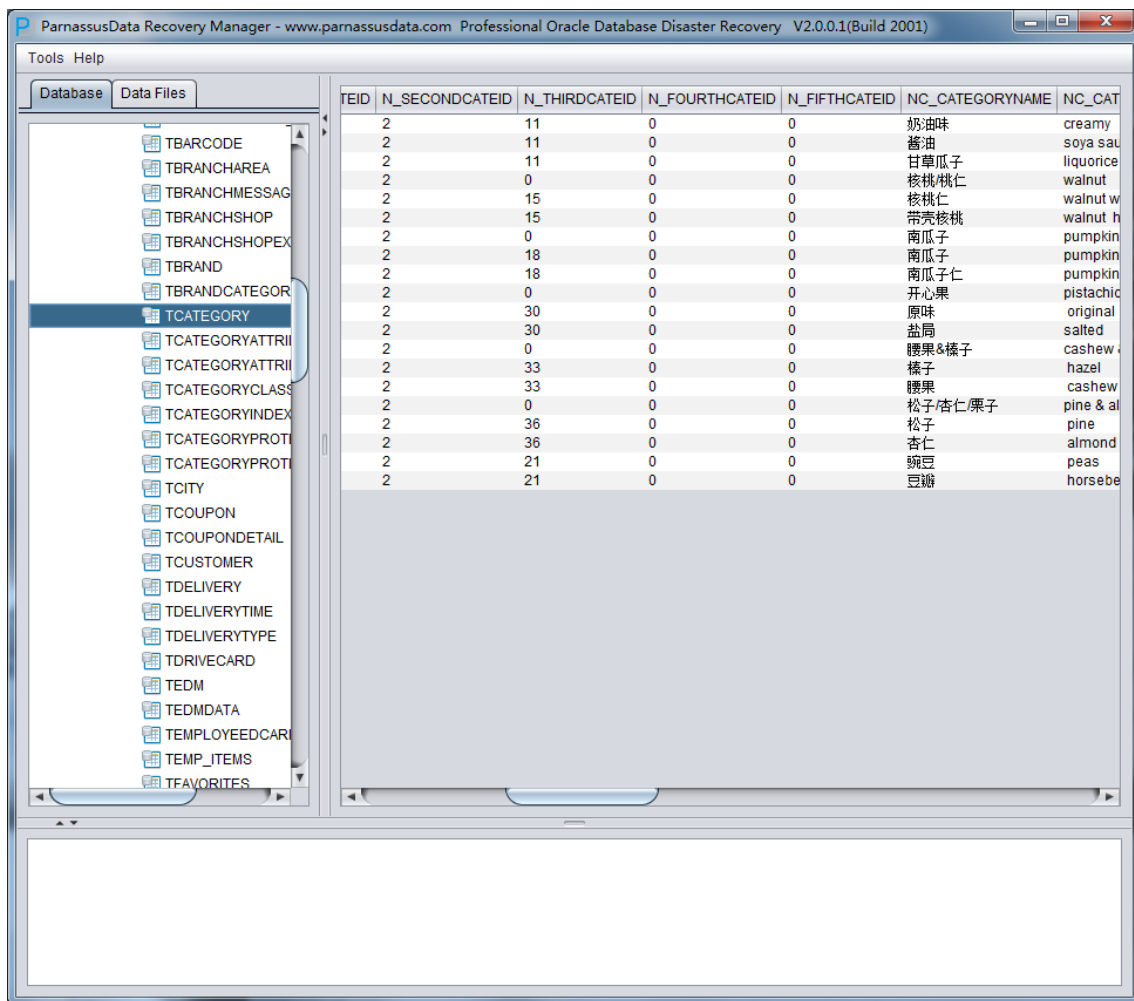 ParnassusData Recovery Manager - www.parnassusdata.com Professional Oracle Database Disaster Recovery V2.0.0.1(Build 2001)
Tools Help
Database Data Files
TBARCODE
TBRANCHAREA
TBRANCHMESSAG
TBRANCHSHOP
TBRANCHSHOPEX
TBRAND
TBRANDCATEGOR
TCATEGORY
TCATEGORYATTRI
TCATEGORYATTRI
TCATEGORYCLASS
TCATEGORYINDEX
TCATEGORYPROTI
TCATEGORYPROTI
TCITY
TCOUPON
TCOUPONDETAIL
TCUSTOMER
TDELIVERY
TDELIVERYTIME
TDELIVERYTYPE
TDRIVECARD
TEDM
TEDMDATA
TEMPLOYEEDCARI
TEMP_ITEMS
TFAVORITES
TEID N_SECONDCATEID N_THIRDCATEID N_FOURTHCATEID N_FIFTHCATEID NC_CATEGORYNAME NC_CAT
2 11 0 0 奶油味 creamy
2 11 0 0 酱油 soya sau
2 11 0 0 甘草瓜子 liquorice
2 0 0 0 核桃/桃仁 walnut
2 15 0 0 核桃仁 walnut w
2 15 0 0 带壳核桃 walnut h
2 0 0 0 南瓜子 pumpkin
2 18 0 0 南瓜子 pumpkin
2 18 0 0 南瓜子仁 pumpkin
2 0 0 0 开心果 pistachio
2 30 0 0 原味 original
2 30 0 0 盐局 salted
2 0 0 0 腰果&榛子 cashew
2 33 0 0 榛子 hazel
2 33 0 0 腰果 cashew
2 0 0 0 松子/杏仁/栗子 pine & al
2 36 0 0 松子 pine
2 36 0 0 杏仁 almond
2 21 0 0 豌豆 peas
2 21 0 0 豆瓣 horsebe